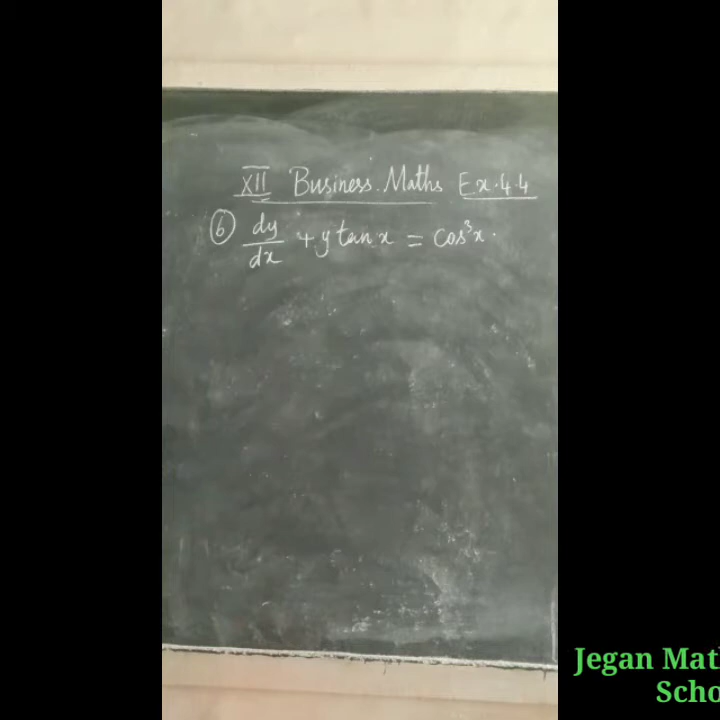 XII Business Maths Ex.4.4
⑥ dy/dx + y tan x = cos³x.
Jegan Mat
Scho